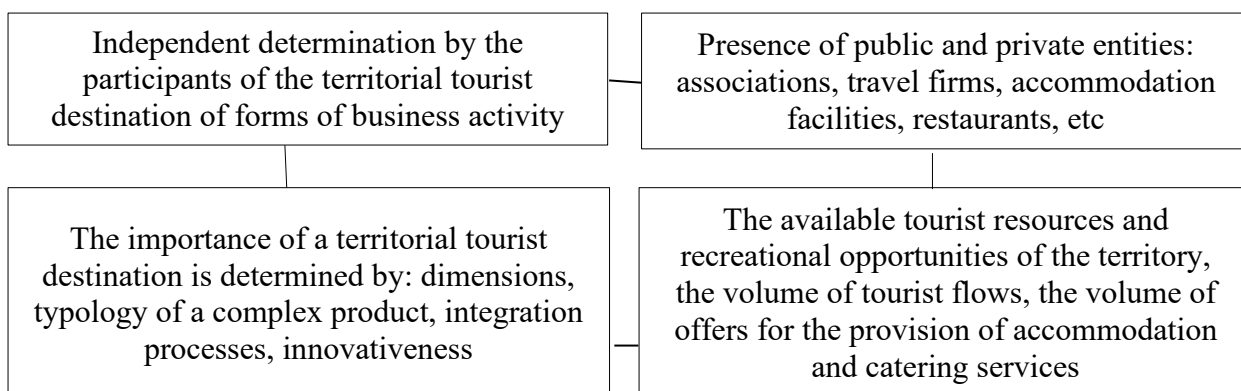 Independent determination by the
participants of the territorial tourist
destination of forms of business activity
Presence of public and private entities:
associations, travel firms, accommodation
facilities, restaurants, etc
The importance of a territorial tourist
destination is determined by: dimensions,
typology of a complex product, integration
processes, innovativeness
The available tourist resources and
recreational opportunities of the territory,
the volume of tourist flows, the volume of
offers for the provision of accommodation
and catering services